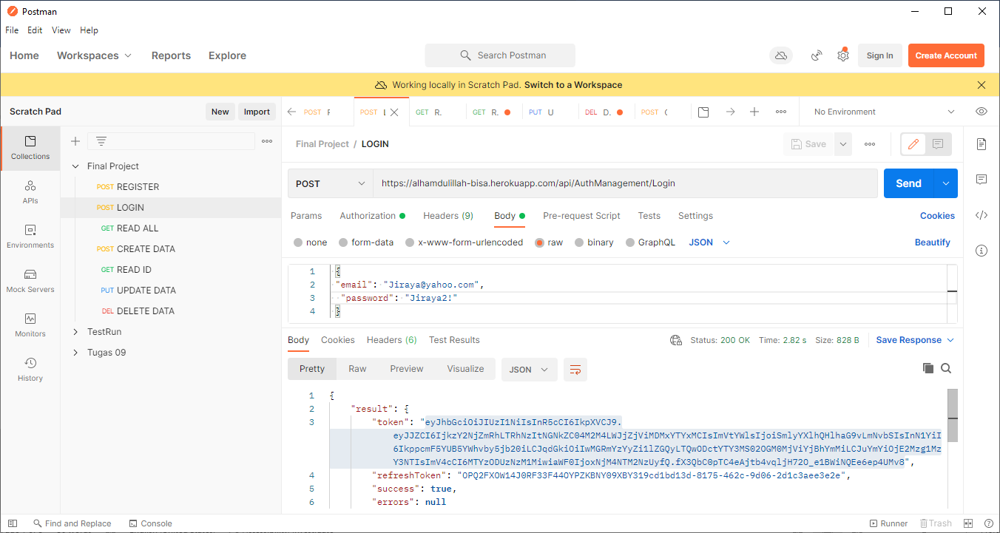 Postman
File Edit View Help
Home Workspaces Reports Explore Search Postman Sign In Create Account
Working locally in Scratch Pad. Switch to a Workspace
Scratch Pad New Import POST POST GET R. GET R. PUT U DEL D. POST No Environment
Collections
APIs
Environments
Mock Servers
Monitors
History
Final Project
POST REGISTER
POST LOGIN
GET READ ALL
POST CREATE DATA
GET READ ID
PUT UPDATE DATA
DEL DELETE DATA
TestRun
Tugas 09
Final Project / LOGIN Save
POST https://alhamdulillah-bisa.herokuapp.com/api/AuthManagement/Login Send
Params Authorization Headers (9) Body Pre-request Script Tests Settings Cookies
none form-data x-www-form-urlencoded raw binary GraphQL JSON Beautify
1 {
2 "email": "Jiraya@yahoo.com",
3 "password": "Jiraya2!"
4 }
Body Cookies Headers (6) Test Results Status: 200 OK Time: 2.82 s Size: 828 B Save Response
Pretty Raw Preview Visualize JSON
1 {
2 "result": {
3 "token": "eyJhbGciOiJIUzI1NiIsInR5cCI6IkpXVCJ9.
4 "refreshToken": "OPQ2FXOW14J0RF33F44OYPZKBNY09XBY319cd1bd13d-8175-462c-9d06-2d1c3aee3e2e",
5 "success": true,
6 "errors": null
Find and Replace Console Runner Trash